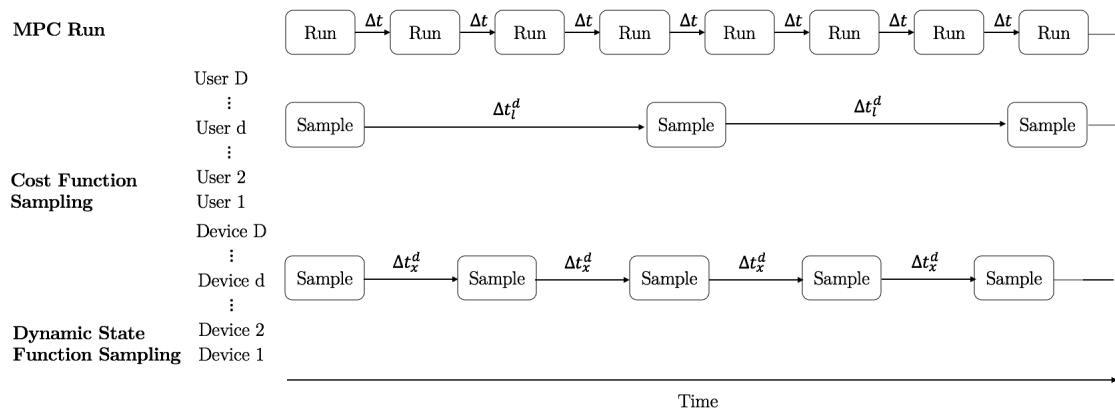 MPC Run
Run Δt Run Δt Run Δt Run Δt Run Δt Run Δt Run Δt Run
User D
⋮
User d
Sample Δt_l^d Sample Δt_l^d Sample
⋮
User 2
Cost Function
Sampling
User 1
Device D
⋮
Device d
Sample Δt_x^d Sample Δt_x^d Sample Δt_x^d Sample Δt_x^d Sample
⋮
Device 2
Dynamic State
Function Sampling
Device 1
Time